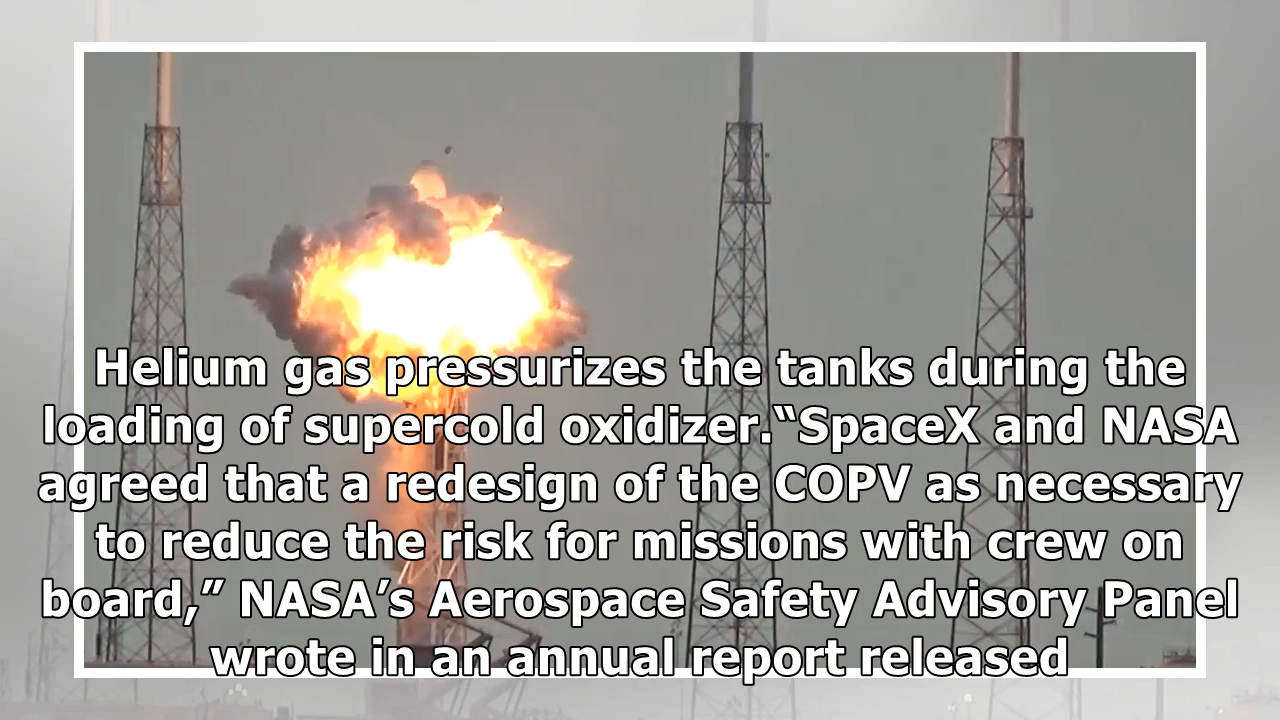 Helium gas pressurizes the tanks during the
loading of supercold oxidizer.“SpaceX and NASA
agreed that a redesign of the COPV as necessary
to reduce the risk for missions with crew on
board,” NASA’s Aerospace Safety Advisory Panel
wrote in an annual report released